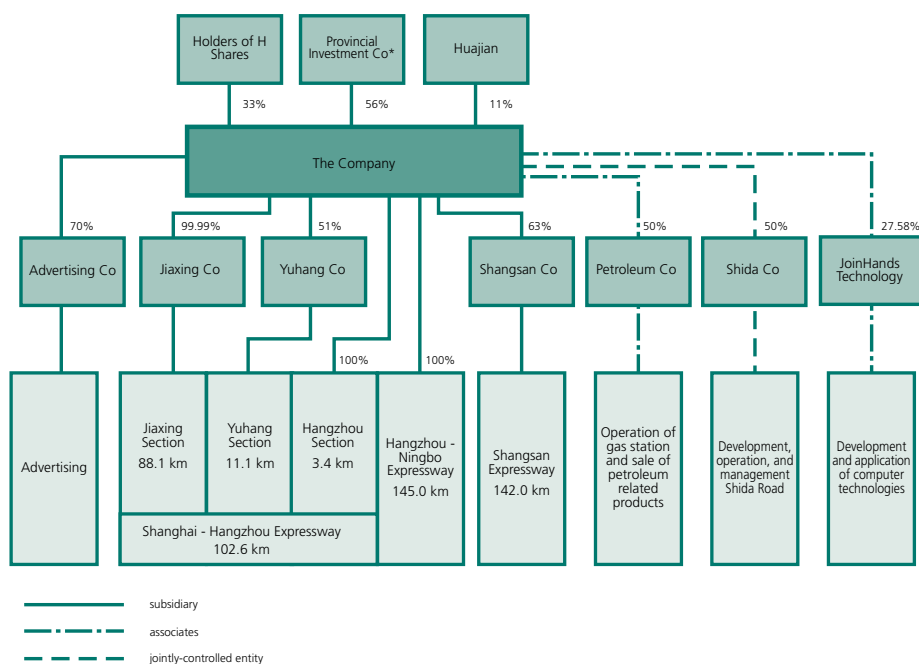 Holders of H
Shares
Provincial
Investment Co*
Huajian
33%
56%
11%
The Company
70%
99.99%
51%
63%
50%
50%
27.58%
Advertising Co
Jiaxing Co
Yuhang Co
Shangsan Co
Petroleum Co
Shida Co
JoinHands
Technology
100%
100%
Advertising
Jiaxing
Section
88.1 km
Yuhang
Section
11.1 km
Hangzhou
Section
3.4 km
Shanghai - Hangzhou Expressway
102.6 km
Hangzhou -
Ningbo
Expressway
145.0 km
Shangsan
Expressway
142.0 km
Operation of
gas station
and sale of
petroleum
related
products
Development,
operation, and
management
Shida Road
Development
and application
of computer
technologies
subsidiary
associates
jointly-controlled entity